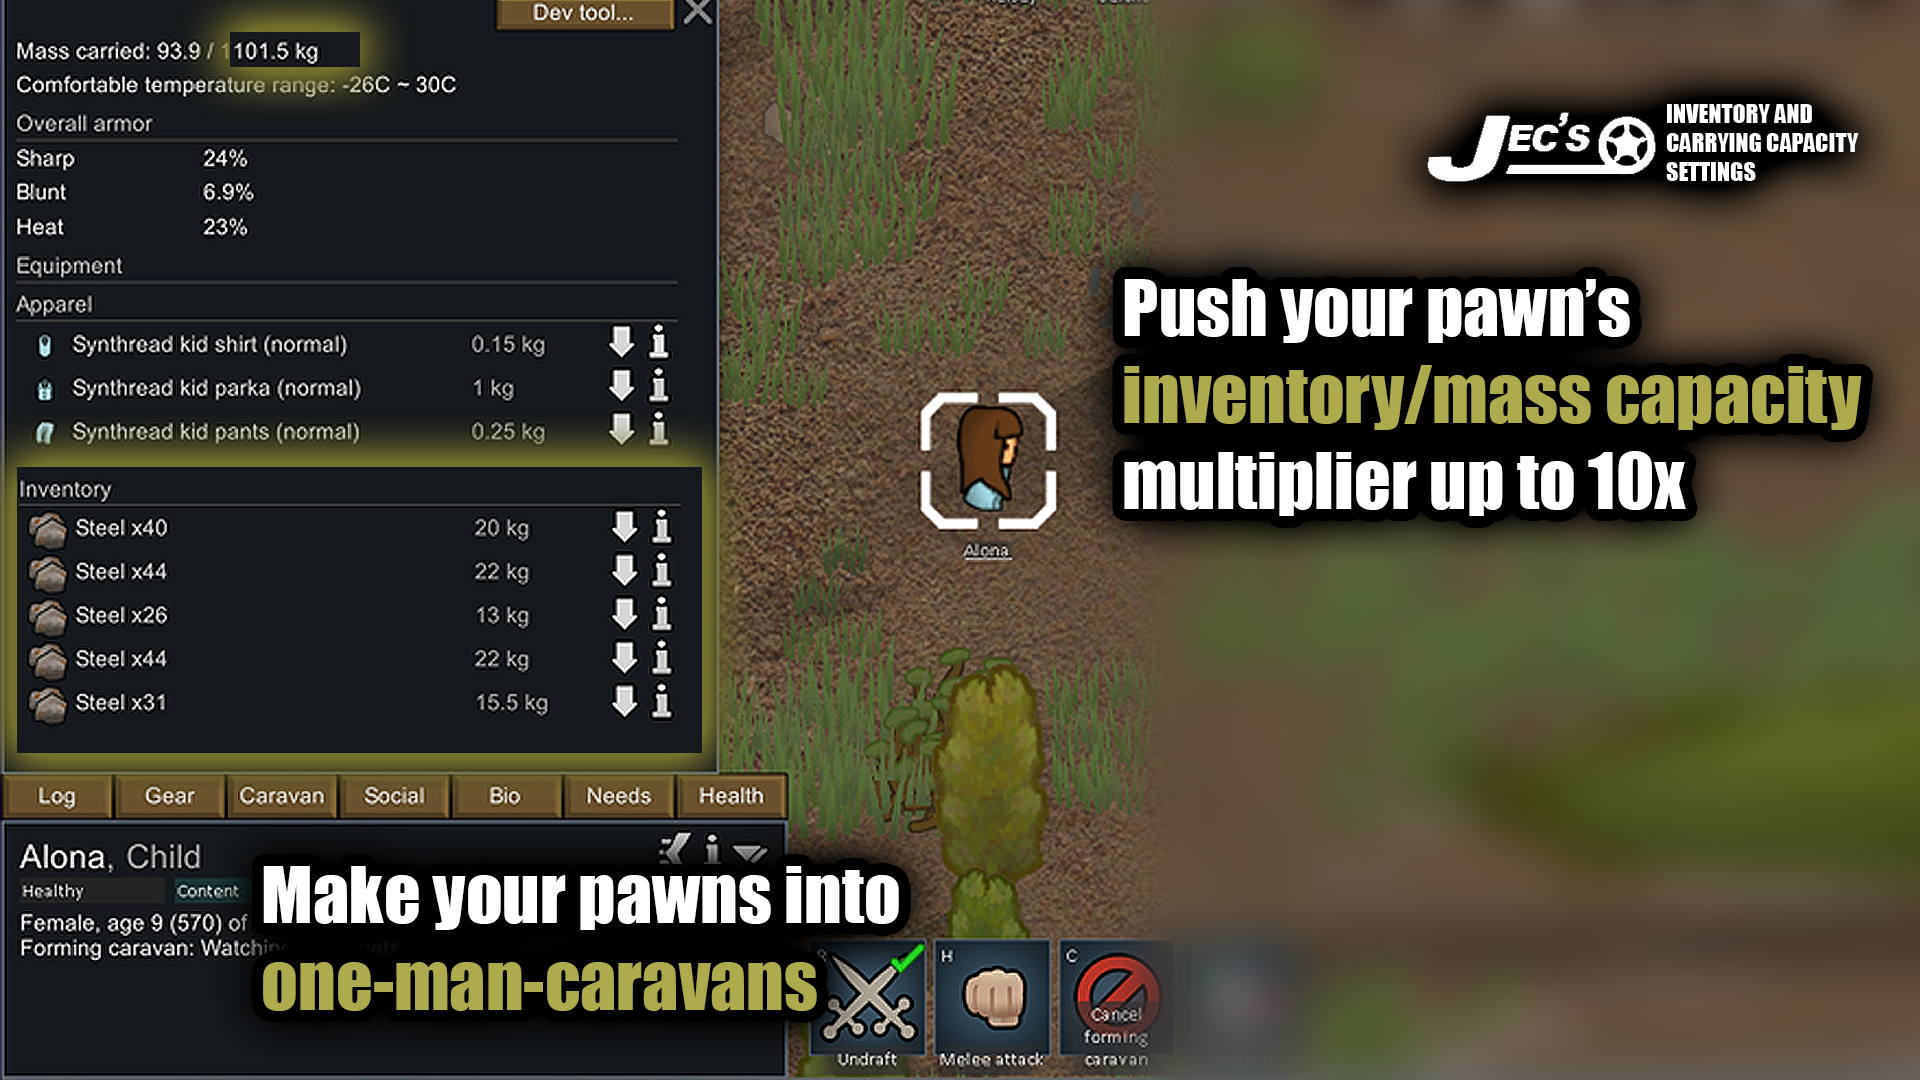 Dev tool...
Mass carried: 93.9 / 101.5 kg
Comfortable temperature range: -26C ~ 30C
Overall armor
Sharp 24%
Blunt 6.9%
Heat 23%
Equipment
Apparel
Synthread kid shirt (normal) 0.15 kg
Synthread kid parka (normal) 1 kg
Synthread kid pants (normal) 0.25 kg
Inventory
Steel x40 20 kg
Steel x44 22 kg
Steel x26 13 kg
Steel x44 22 kg
Steel x31 15.5 kg
Log Gear Caravan Social Bio Needs Health
Alona, Child
Healthy Content
Female, age 9 (570) of
Forming caravan:
Make your pawns into
one-man-caravans
Alona
JEC'S
INVENTORY AND
CARRYING CAPACITY
SETTINGS
Push your pawn's
inventory/mass capacity
multiplier up to 10x
Undraft
H
Melee attack
C
Cancel
forming
caravan